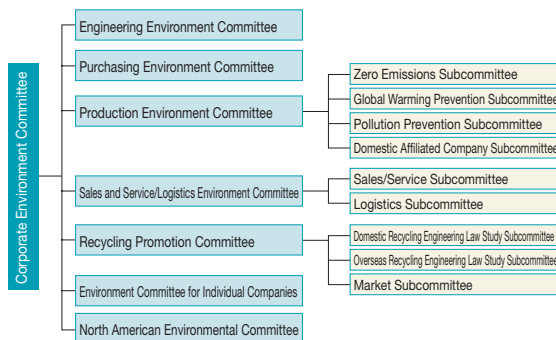 Corporate Environment Committee
Engineering Environment Committee
Purchasing Environment Committee
Production Environment Committee
Zero Emissions Subcommittee
Global Warming Prevention Subcommittee
Pollution Prevention Subcommittee
Domestic Affiliated Company Subcommittee
Sales and Service/Logistics Environment Committee
Sales/Service Subcommittee
Logistics Subcommittee
Recycling Promotion Committee
Domestic Recycling Engineering Law Study Subcommittee
Overseas Recycling Engineering Law Study Subcommittee
Market Subcommittee
Environment Committee for Individual Companies
North American Environmental Committee